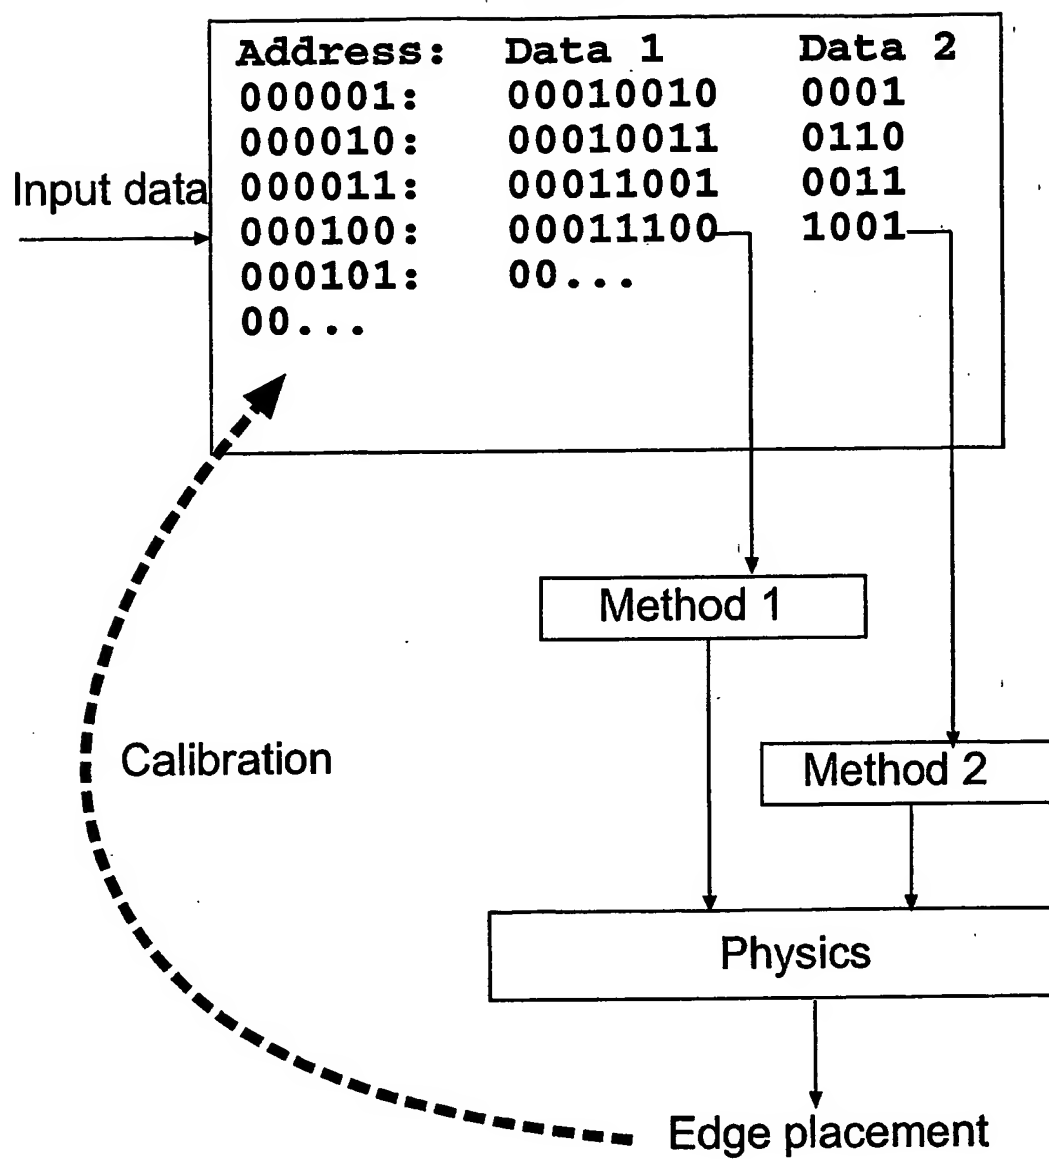 Address: Data 1 Data 2
000001: 00010010 0001
000010: 00010011 0110
000011: 00011001 0011
000100: 00011100 1001
000101: 00...
00...
Input data
Method 1
Calibration
Method 2
Physics
Edge placement